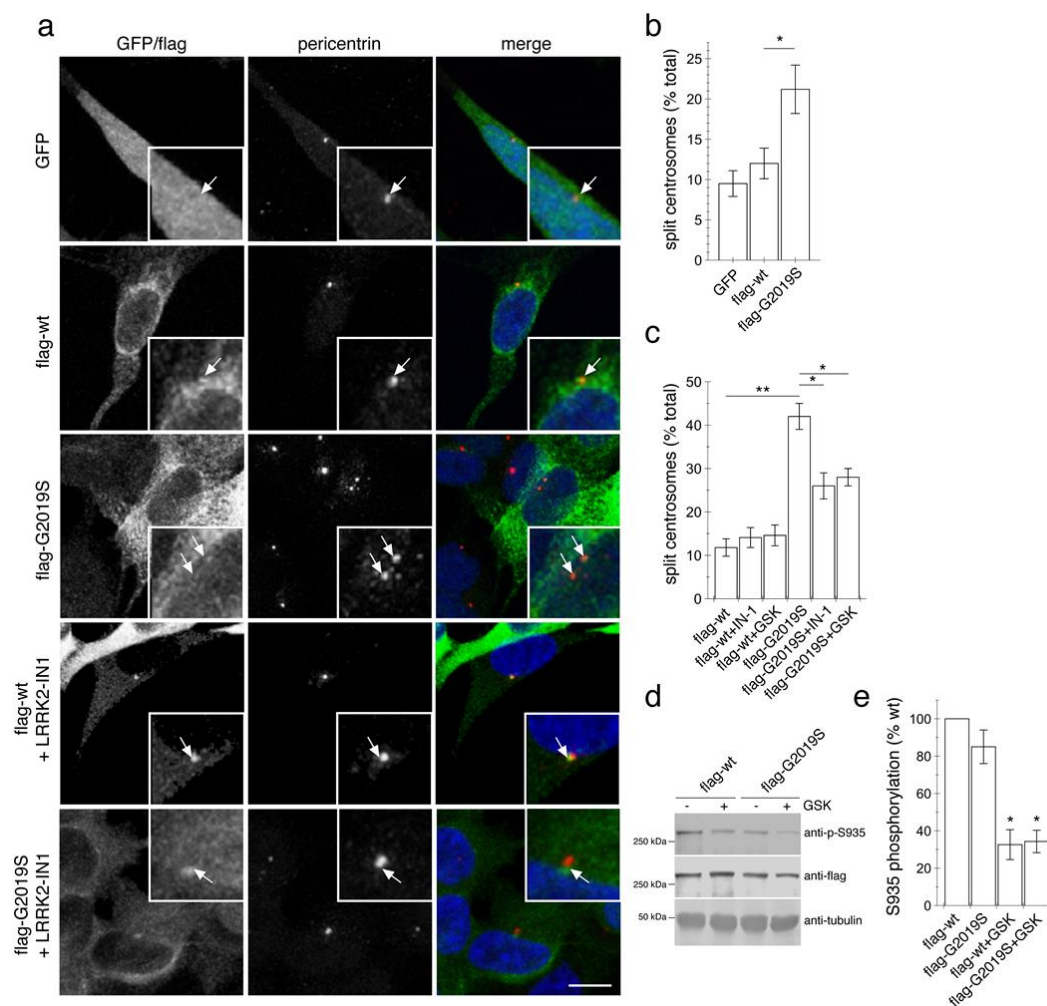 a
GFP/flag pericentrin merge
GFP
flag-wt
flag-G2019S
flag-wt
+ LRRK2-IN1
flag-G2019S
+ LRRK2-IN1
b
split centrosomes (% total)
25
20
15
10
5
0
*
GFP
flag-wt
flag-G2019S
c
split centrosomes (% total)
50
40
30
20
10
0
**
*
*
flag-wt
flag-wt+IN-1
flag-wt+GSK
flag-G2019S
flag-G2019S+IN-1
flag-G2019S+GSK
d
flag-wt flag-G2019S
- + - + GSK
250 kDa anti-p-S935
250 kDa anti-flag
50 kDa anti-tubulin
e
S935 phosphorylation (% wt)
100
80
60
40
20
0
* *
flag-wt
flag-G2019S
flag-wt+GSK
flag-G2019S+GSK